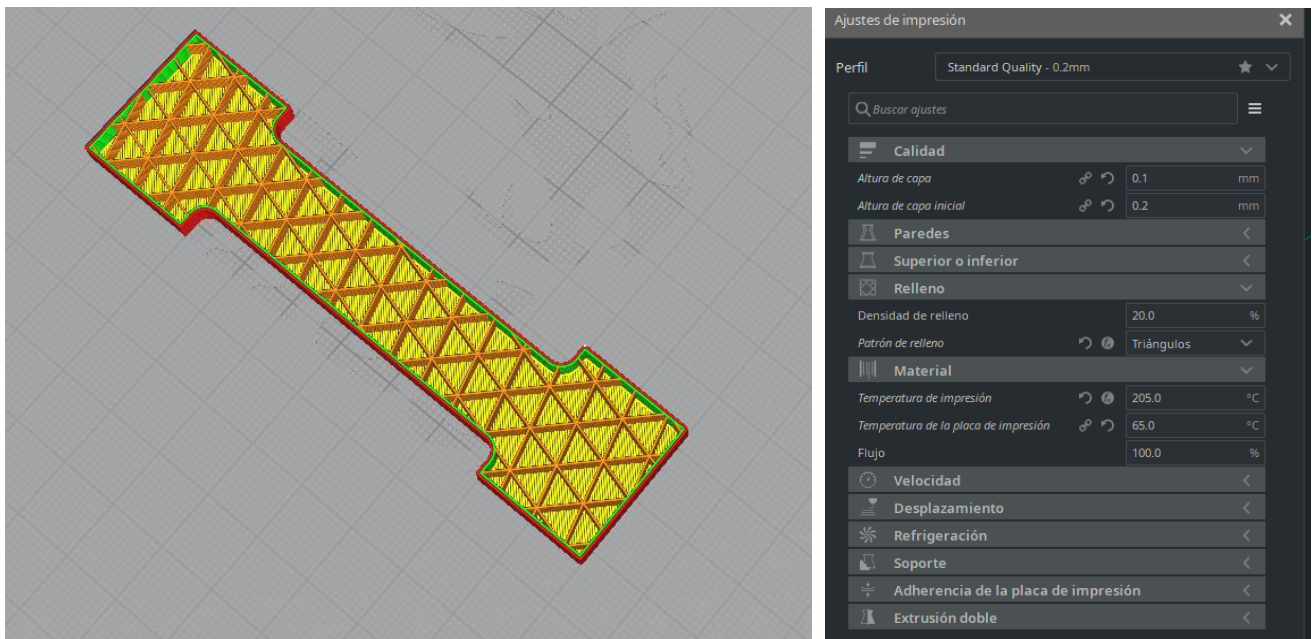 Ajustes de impresión
Perfil Standard Quality - 0.2mm
Buscar ajustes
Calidad
Altura de capa 0.1 mm
Altura de capa inicial 0.2 mm
Paredes
Superior o inferior
Relleno
Densidad de relleno 20.0 %
Patrón de relleno Triángulos
Material
Temperatura de impresión 205.0 °C
Temperatura de la placa de impresión 65.0 °C
Flujo 100.0 %
Velocidad
Desplazamiento
Refrigeración
Soporte
Adherencia de la placa de impresión
Extrusión doble